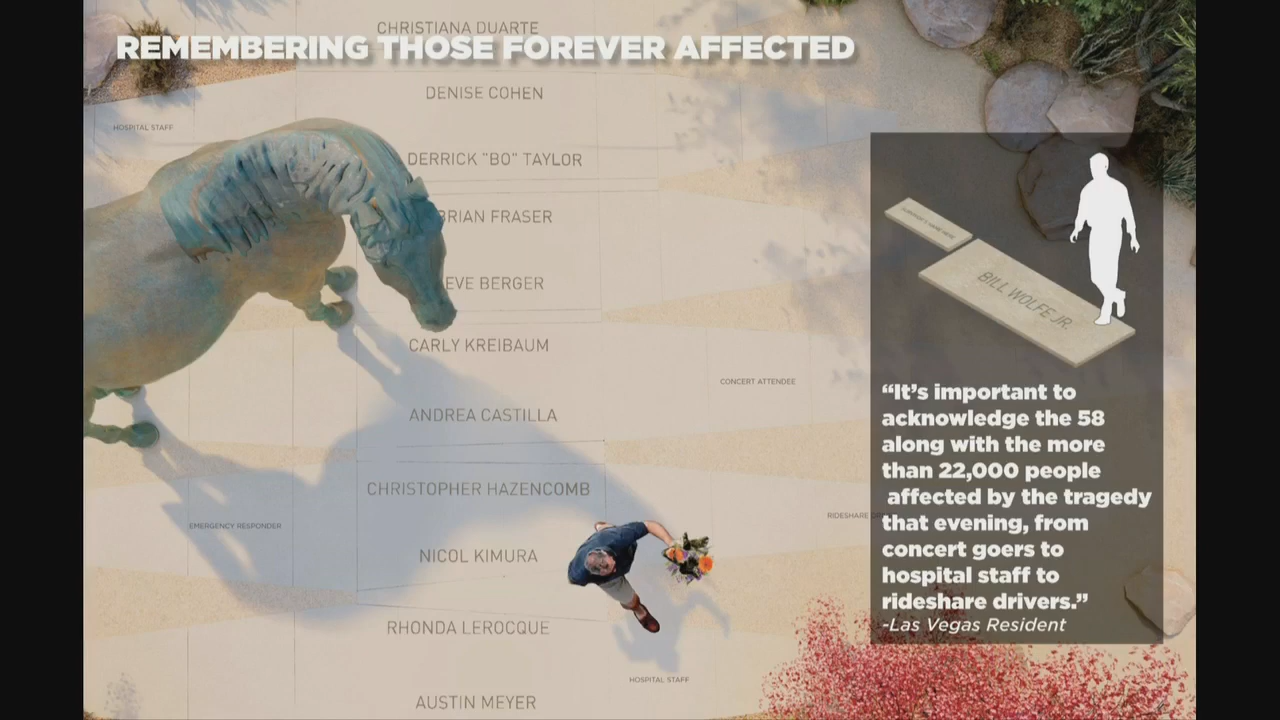 CHRISTIANA DUARTE
REMEMBERING THOSE FOREVER AFFECTED
DENISE COHEN
HOSPITAL STAFF
DERRICK "BO" TAYLOR
BRIAN FRASER
EVE BERGER
CARLY KREIBAUM
CONCERT ATTENDEE
ANDREA CASTILLA
CHRISTOPHER HAZENCOMB
EMERGENCY RESPONDER
RIDESHARE
NICOL KIMURA
RHONDA LEROCQUE
HOSPITAL STAFF
AUSTIN MEYER
BILL WOLFE JR.
“It’s important to
acknowledge the 58
along with the more
than 22,000 people
affected by the tragedy
that evening, from
concert goers to
hospital staff to
rideshare drivers.”
-Las Vegas Resident